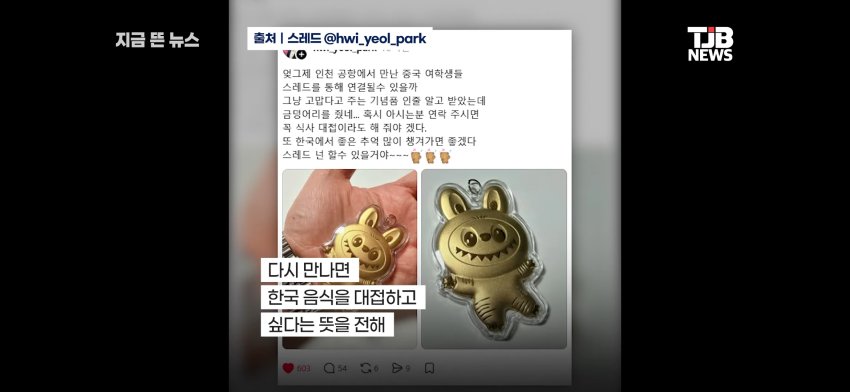 지금 뜬 뉴스
출처ㅣ스레드 @hwi_yeol_park
TJB
NEWS
엊그제 인천 공항에서 만난 중국 여학생들
스레드를 통해 연결될수 있을까
그냥 고맙다고 주는 기념품 인줄 알고 받았는데
금덩어리를 줬네... 혹시 아시는분 연락 주시면
꼭 식사 대접이라도 해 줘야 겠다.
또 한국에서 좋은 추억 많이 챙겨가면 좋겠다
스레드 넌 할수 있을거야~~~
다시 만나면
한국 음식을 대접하고
싶다는 뜻을 전해
603
54
6
9